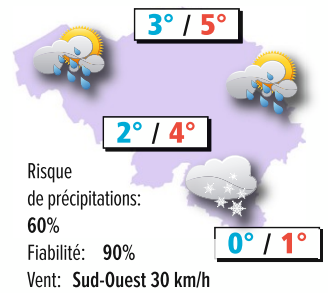 3° / 5°
2° / 4°
Risque
de précipitations:
60%
0° / 1°
Fiabilité: 90%
Vent: Sud-Ouest 30 km/h